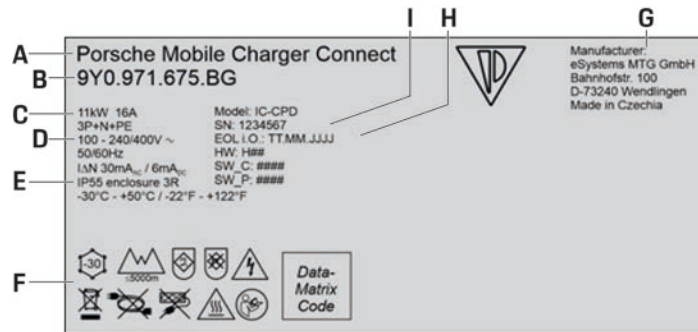 I H G
A Porsche Mobile Charger Connect
B 9Y0.971.675.BG
Manufacturer:
eSystems MTG GmbH
Bahnhofstr. 100
D-73240 Wendlingen
Made in Czechia
C 11kW 16A
3P+N+PE
D 100 - 240/400V ~
50/60Hz
I∆N 30mAAC / 6mADC
E IP55 enclosure 3R
-30°C - +50°C / -22°F - +122°F
Model: IC-CPD
SN: 1234567
EOL i.O.: TT.MM.JJJJ
HW: H##
SW_C: ####
SW_P: ####
F
-30
≤5000m
Data-
Matrix
Code